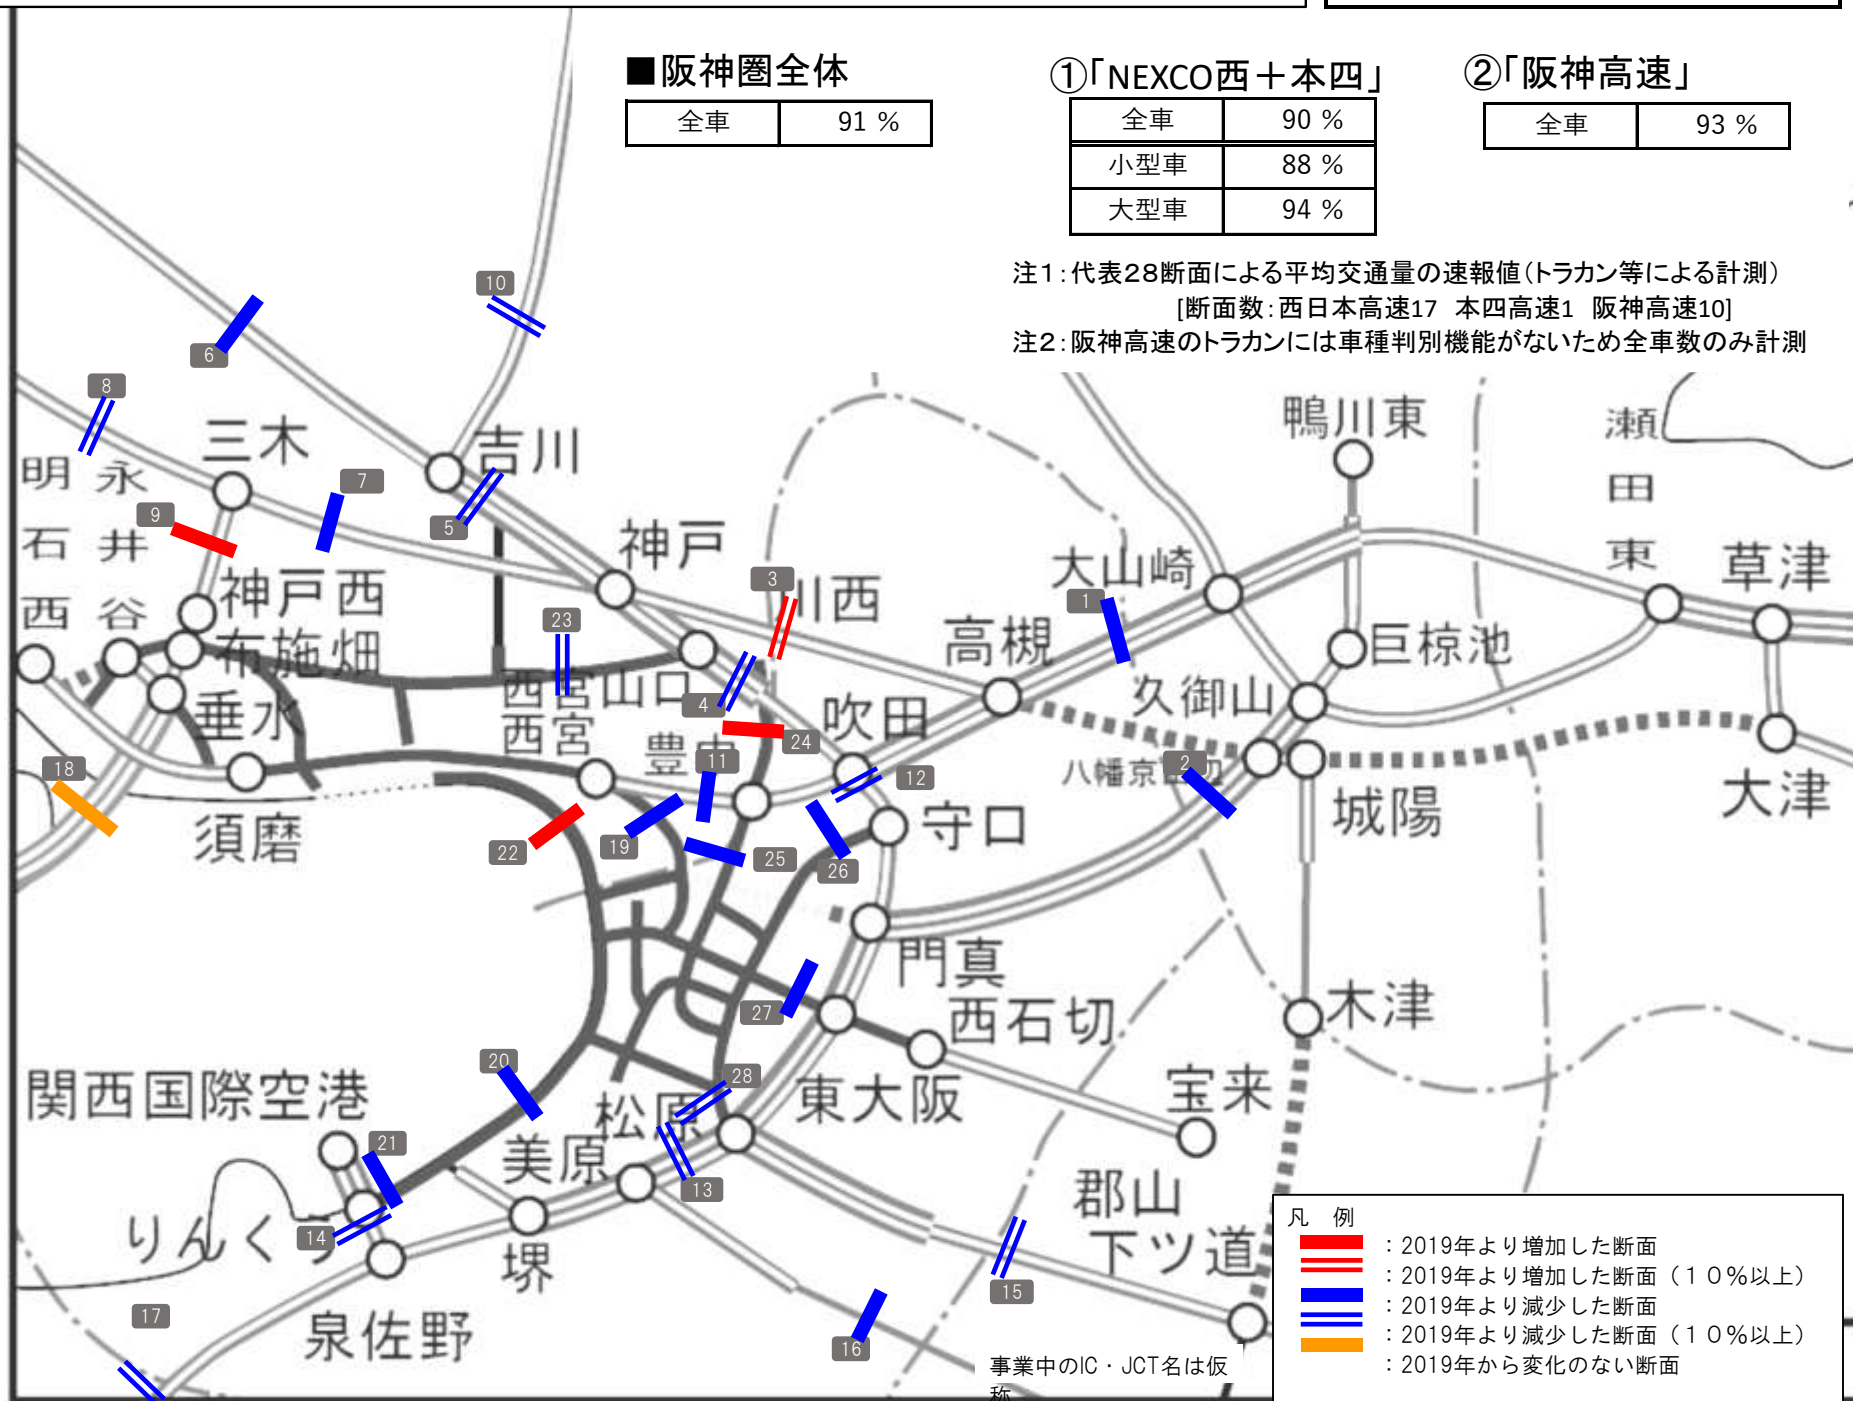 ■阪神圏全体
全車 91 %
①「NEXCO西＋本四」
全車 90 %
小型車 88 %
大型車 94 %
②「阪神高速」
全車 93 %
注1：代表28断面による平均交通量の速報値（トラカン等による計測）
[断面数：西日本高速17 本四高速1 阪神高速10]
注2：阪神高速のトラカンには車種判別機能がないため全車数のみ計測
10
6
8
三木
吉川
鴨川東
瀬田東
明石西
永井谷
7
9
5
神戸
大山崎
草津
神戸西
布施畑
3
川西
1
23
高槻
巨椋池
西宮山口
西宮
4
垂水
久御山
吹田
24
豊中
11
12
18
八幡京田辺
2
大津
須磨
守口
城陽
22
19
25
26
門真
27
西石切
木津
20
28
関西国際空港
松原
東大阪
宝来
21
美原
13
郡山
下ツ道
りんくう
14
堺
15
17
泉佐野
16
事業中のIC・JCT名は仮
称
凡 例
：2019年より増加した断面
：2019年より増加した断面（１０％以上）
：2019年より減少した断面
：2019年より減少した断面（１０％以上）
：2019年から変化のない断面